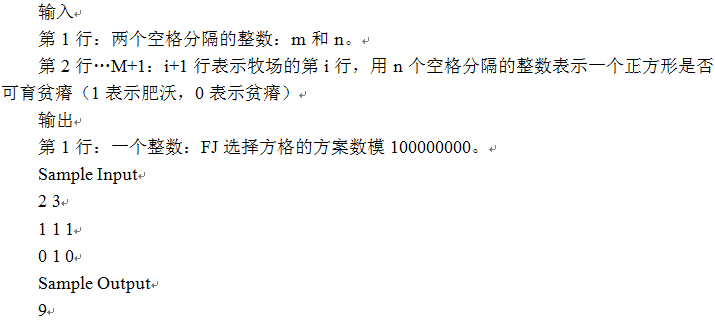 输入
第 1 行：两个空格分隔的整数：m 和 n。
第 2 行…M+1：i+1 行表示牧场的第 i 行，用 n 个空格分隔的整数表示一个正方形是否
可育贫瘠（1 表示肥沃，0 表示贫瘠）
输出
第 1 行：一个整数：FJ 选择方格的方案数模 100000000。
Sample Input
2 3
1 1 1
0 1 0
Sample Output
9